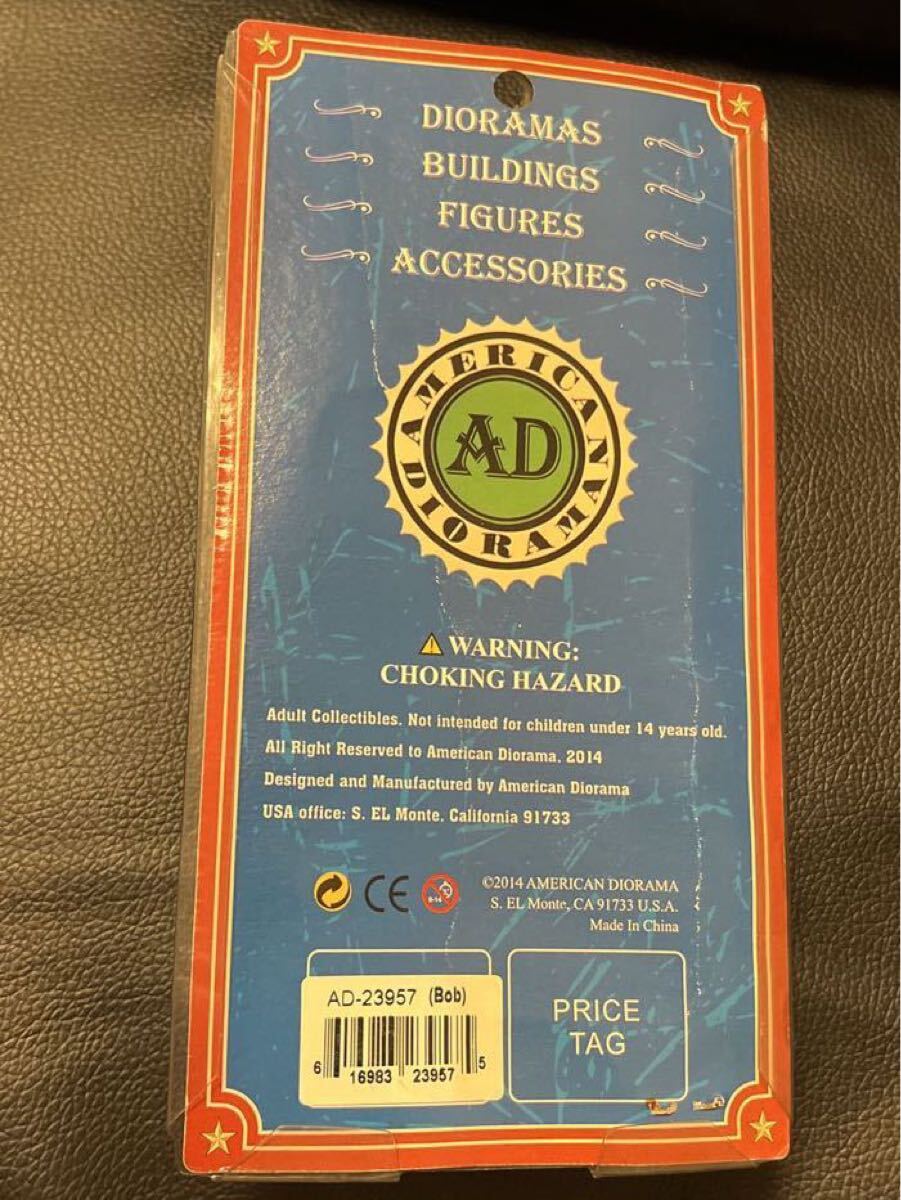 DIORAMAS
BUILDINGS
FIGURES
ACCESSORIES
AMERICAN DIORAMA
AD
WARNING:
CHOKING HAZARD
Adult Collectibles. Not intended for children under 14 years old.
All Right Reserved to American Diorama. 2014
Designed and Manufactured by American Diorama
USA office: S. EL Monte. California 91733
CE
0-14
©2014 AMERICAN DIORAMA
S. EL Monte, CA 91733 U.S.A.
Made In China
AD-23957 (Bob)
6 16983 23957 5
PRICE
TAG